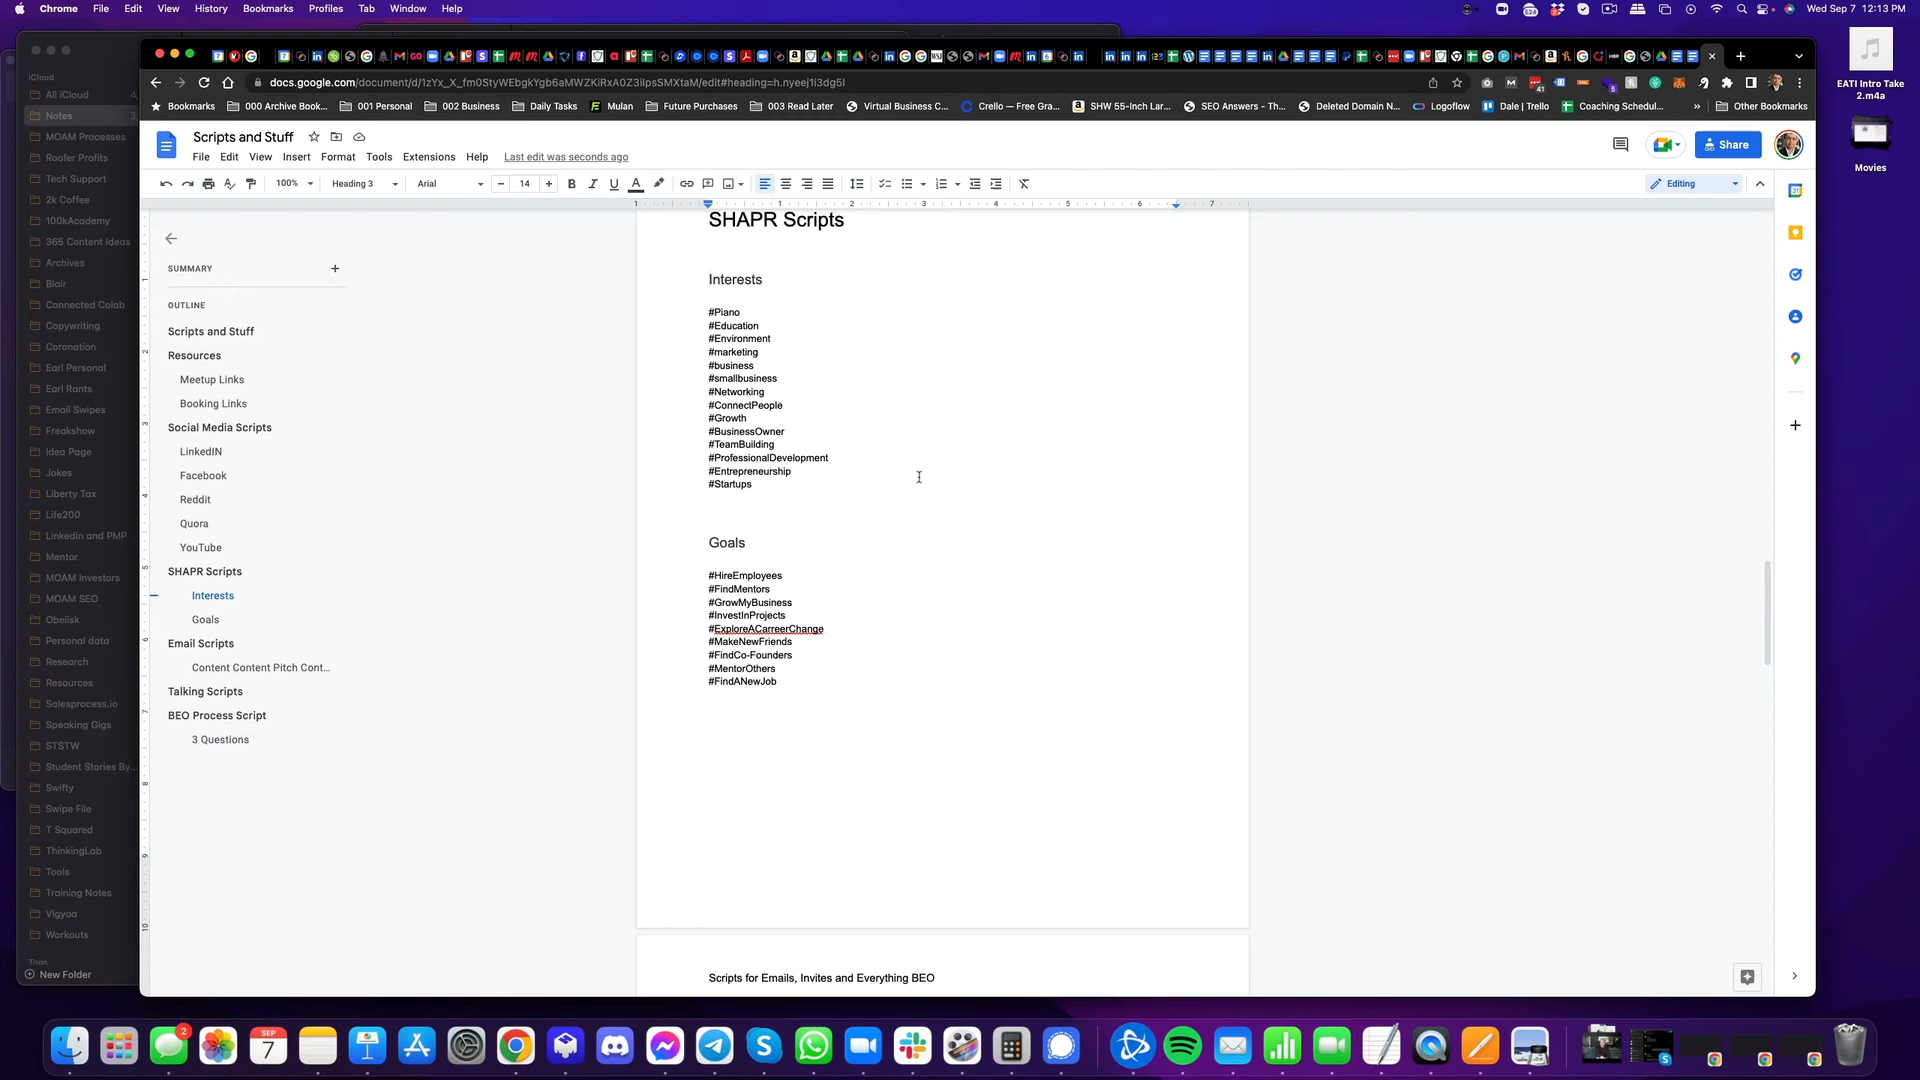 Chrome File Edit View History Bookmarks Profiles Tab Window Help
Wed Sep 7 12:13 PM
docs.google.com/document/d/1zYx_X_fm0StyWEbgkYgb6aMWZKiRxA0Z3iIpsSMXtaM/edit#heading=h.nyeej1i3dg5l
Bookmarks 000 Archive Book... 001 Personal 002 Business Daily Tasks Mulan Future Purchases 003 Read Later Virtual Business C... Crello — Free Gra... SHW 55-Inch Lar... SEO Answers - Th... Deleted Domain N... Logoflow Dale | Trello Coaching Schedul... » Other Bookmarks
Scripts and Stuff
File Edit View Insert Format Tools Extensions Help Last edit was seconds ago
Share
100% Heading 3 Arial 14 Editing
iCloud
All iCloud
Notes
MOAM Processes
Roofer Profits
Tech Support
2k Coffee
100kAcademy
365 Content Ideas
Archives
Blair
Connected Colab
Copywriting
Coronation
Earl Personal
Earl Rants
Email Swipes
Freakshow
Idea Page
Jokes
Liberty Tax
Life200
Linkedin and PMP
Mentor
MOAM Investors
MOAM SEO
Obelisk
Personal data
Research
Resources
Salesprocess.io
Speaking Gigs
STSTW
Student Stories By...
Swifty
Swipe File
T Squared
ThinkingLab
Tools
Training Notes
Vigyaa
Workouts
Tags
New Folder
SUMMARY
OUTLINE
Scripts and Stuff
Resources
Meetup Links
Booking Links
Social Media Scripts
LinkedIN
Facebook
Reddit
Quora
YouTube
SHAPR Scripts
Interests
Goals
Email Scripts
Content Content Pitch Cont...
Talking Scripts
BEO Process Script
3 Questions
SHAPR Scripts
Interests
#Piano
#Education
#Environment
#marketing
#business
#smallbusiness
#Networking
#ConnectPeople
#Growth
#BusinessOwner
#TeamBuilding
#ProfessionalDevelopment
#Entrepreneurship
#Startups
Goals
#HireEmployees
#FindMentors
#GrowMyBusiness
#InvestInProjects
#ExploreACarreerChange
#MakeNewFriends
#FindCo-Founders
#MentorOthers
#FindANewJob
Scripts for Emails, Invites and Everything BEO
EATI Intro Take
2.m4a
Movies
SEP
7
2